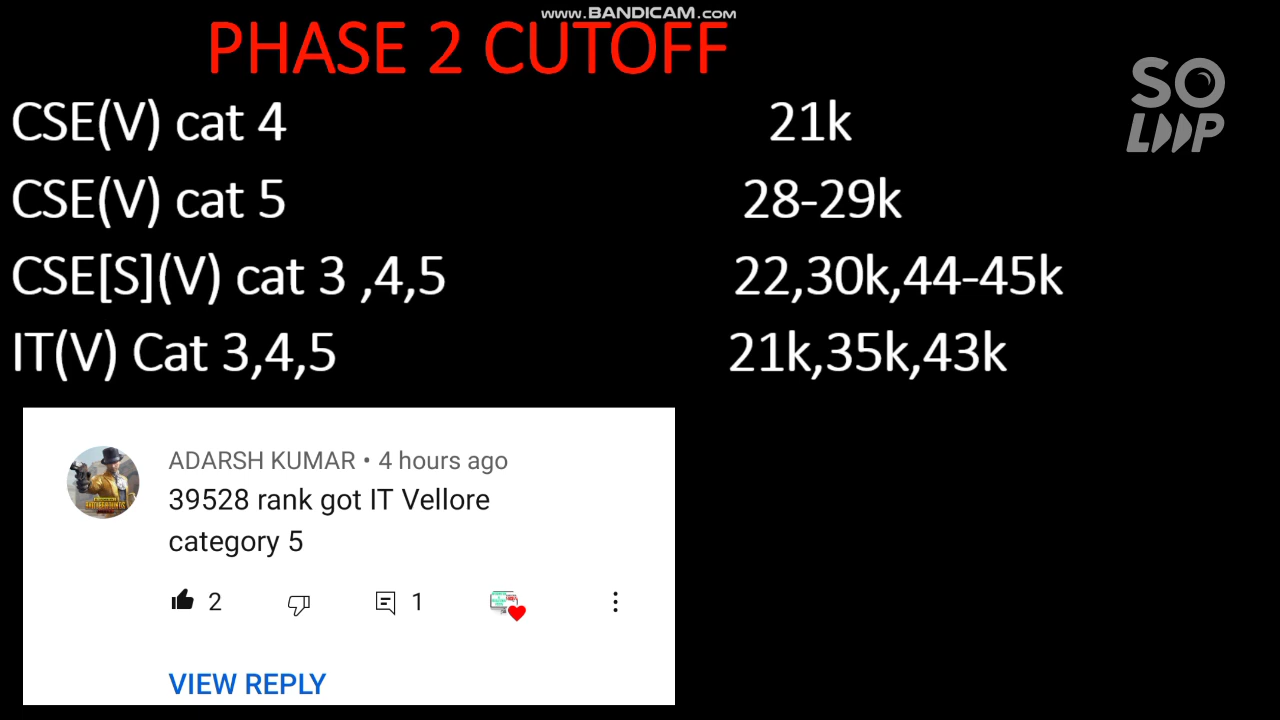 www.BANDICAM.com
PHASE 2 CUTOFF
SO
LOOP
CSE(V) cat 4 21k
CSE(V) cat 5 28-29k
CSE[S](V) cat 3 ,4,5 22,30k,44-45k
IT(V) Cat 3,4,5 21k,35k,43k
ADARSH KUMAR • 4 hours ago
39528 rank got IT Vellore
category 5
2 1
VIEW REPLY